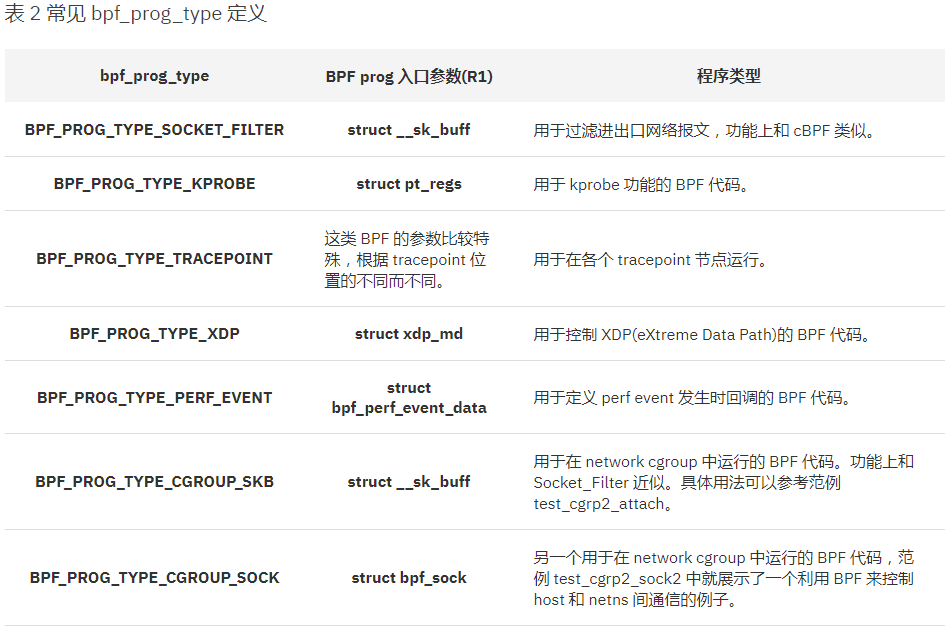 表 2 常见 bpf_prog_type 定义
bpf_prog_type BPF prog 入口参数(R1) 程序类型
BPF_PROG_TYPE_SOCKET_FILTER struct __sk_buff 用于过滤进出口网络报文，功能上和 cBPF 类似。
BPF_PROG_TYPE_KPROBE struct pt_regs 用于 kprobe 功能的 BPF 代码。
BPF_PROG_TYPE_TRACEPOINT
这类 BPF 的参数比较特
殊，根据 tracepoint 位
置的不同而不同。
用于在各个 tracepoint 节点运行。
BPF_PROG_TYPE_XDP struct xdp_md 用于控制 XDP(eXtreme Data Path)的 BPF 代码。
BPF_PROG_TYPE_PERF_EVENT
struct
bpf_perf_event_data
用于定义 perf event 发生时回调的 BPF 代码。
BPF_PROG_TYPE_CGROUP_SKB struct __sk_buff
用于在 network cgroup 中运行的 BPF 代码。功能上和
Socket_Filter 近似。具体用法可以参考范例
test_cgrp2_attach。
BPF_PROG_TYPE_CGROUP_SOCK struct bpf_sock
另一个用于在 network cgroup 中运行的 BPF 代码，范
例 test_cgrp2_sock2 中就展示了一个利用 BPF 来控制
host 和 netns 间通信的例子。